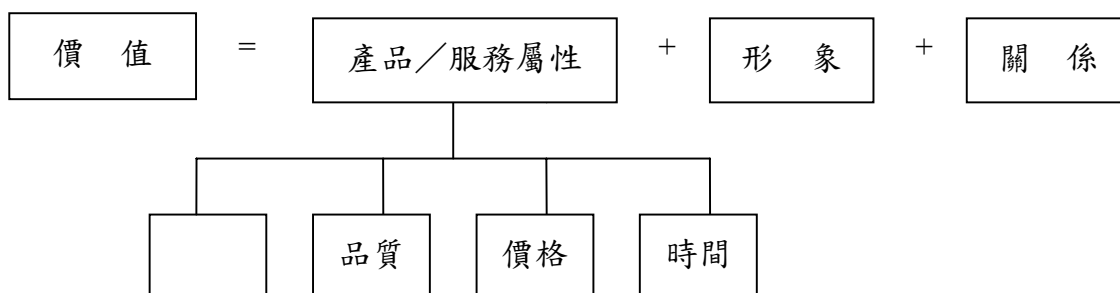 價 值 = 產品／服務屬性 + 形 象 + 關 係
品質 價格 時間